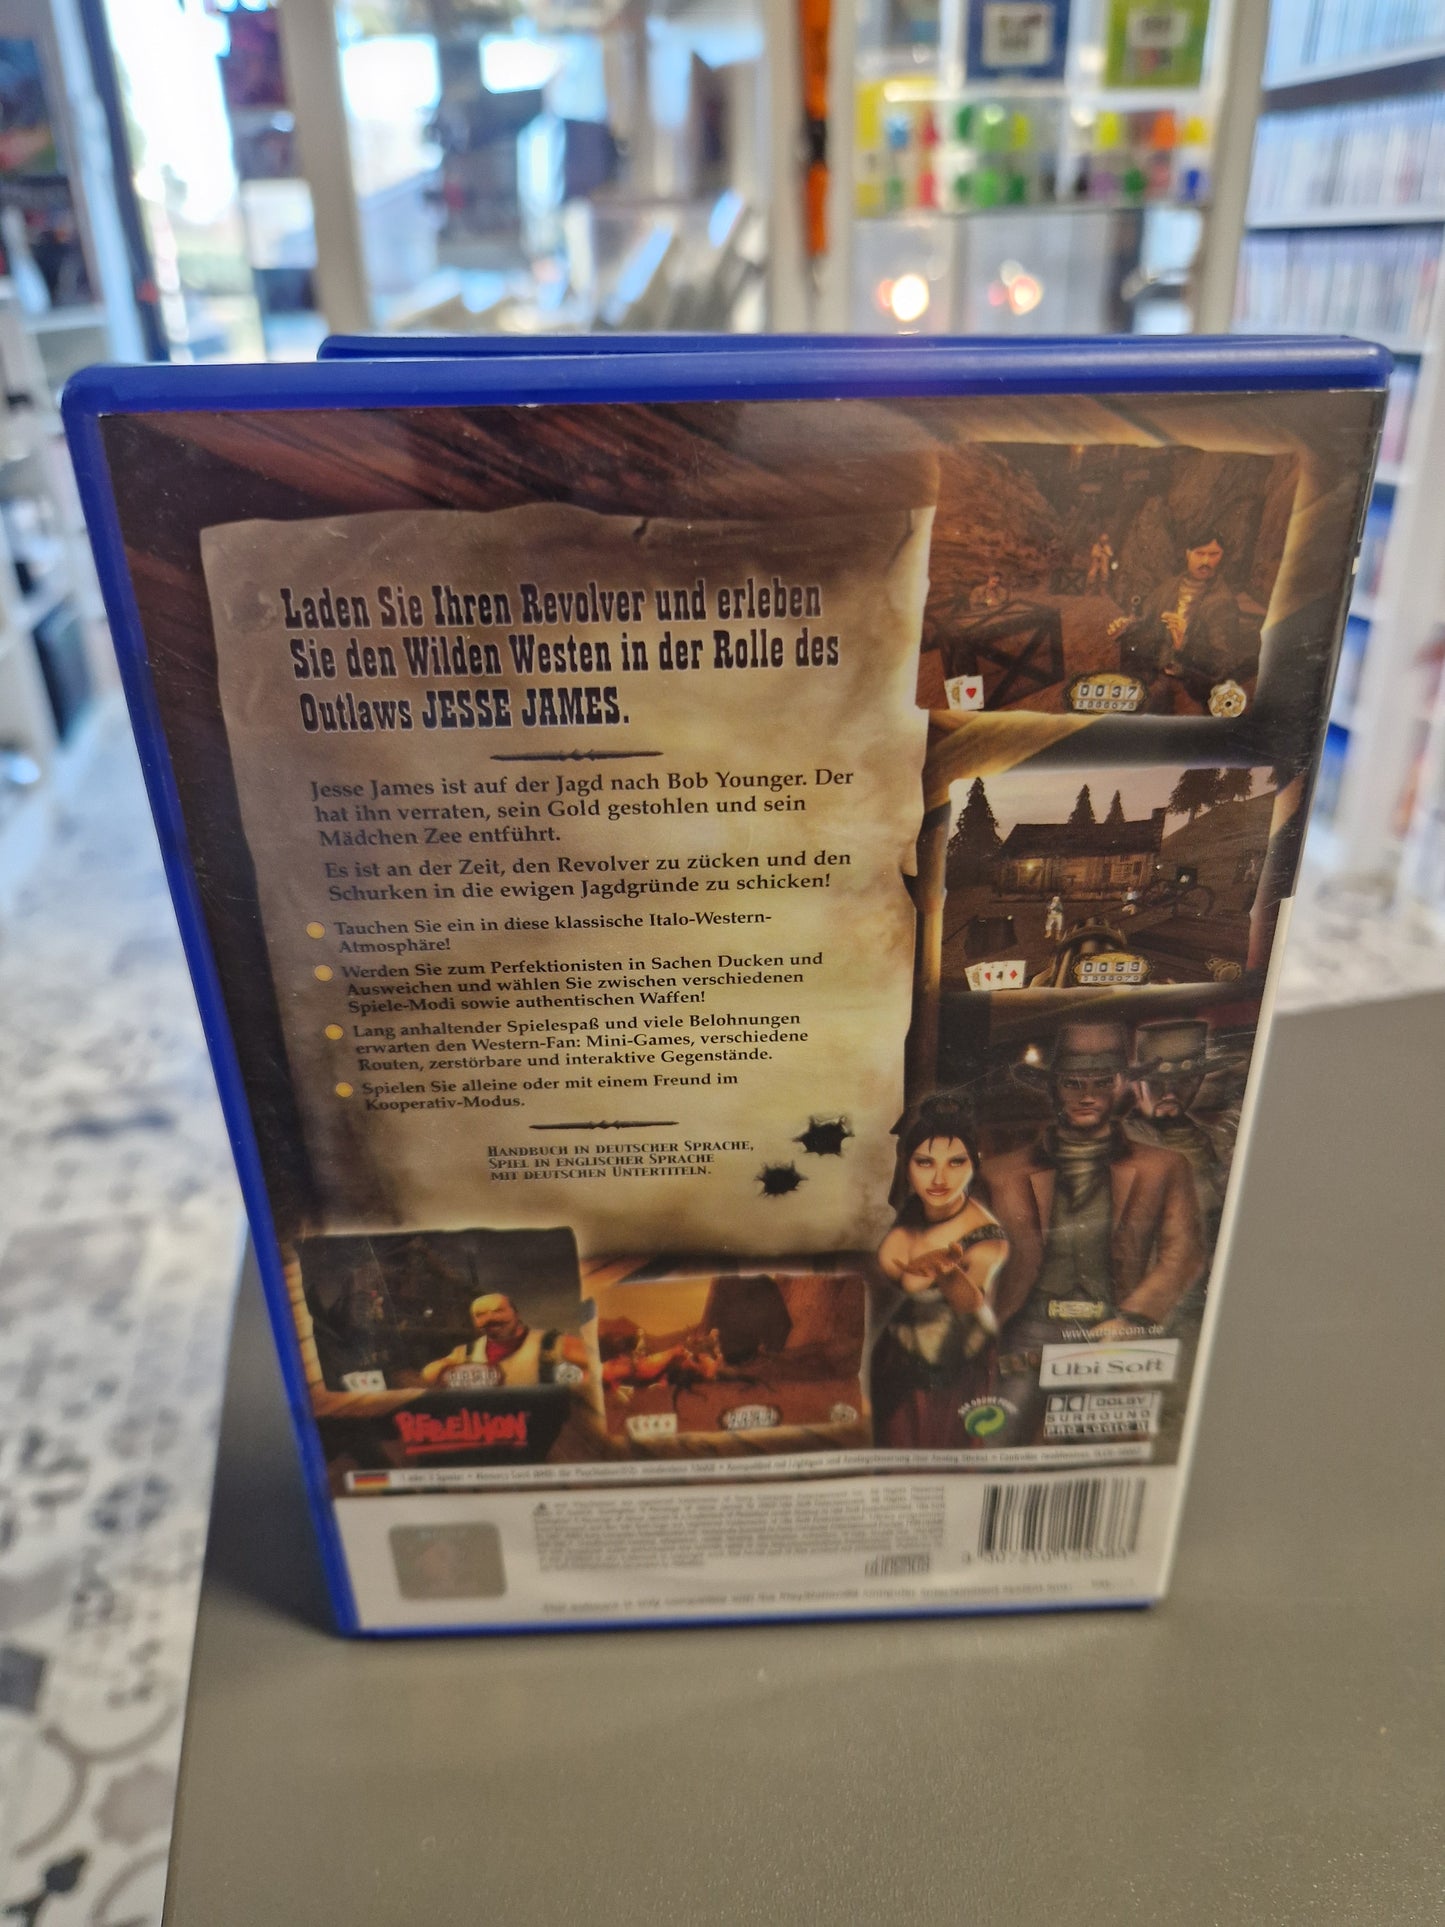 Laden Sie Ihren Revolver und erleben
Sie den Wilden Westen in der Rolle des
Outlaws JESSE JAMES.
Jesse James ist auf der Jagd nach Bob Younger. Der
hat ihn verraten, sein Gold gestohlen und sein
Mädchen Zee entführt.
Es ist an der Zeit, den Revolver zu zücken und den
Schurken in die ewigen Jagdgründe zu schicken!
Tauchen Sie ein in diese klassische Italo-Western-
Atmosphäre!
Werden Sie zum Perfektionisten in Sachen Ducken und
Ausweichen und wählen Sie zwischen verschiedenen
Spiele-Modi sowie authentischen Waffen!
Lang anhaltender Spielespaß und viele Belohnungen
erwarten den Western-Fan: Mini-Games, verschiedene
Routen, zerstörbare und interaktive Gegenstände.
Spielen Sie alleine oder mit einem Freund im
Kooperativ-Modus.
HANDBUCH IN DEUTSCHER SPRACHE,
SPIEL IN ENGLISCHER SPRACHE
MIT DEUTSCHEN UNTERTITELN.
0037
0000070
0059
0000070
Ubi Soft
DOLBY
SURROUND
PRO LOGIC II
DER GRÜNE PUNKT
REBELLION